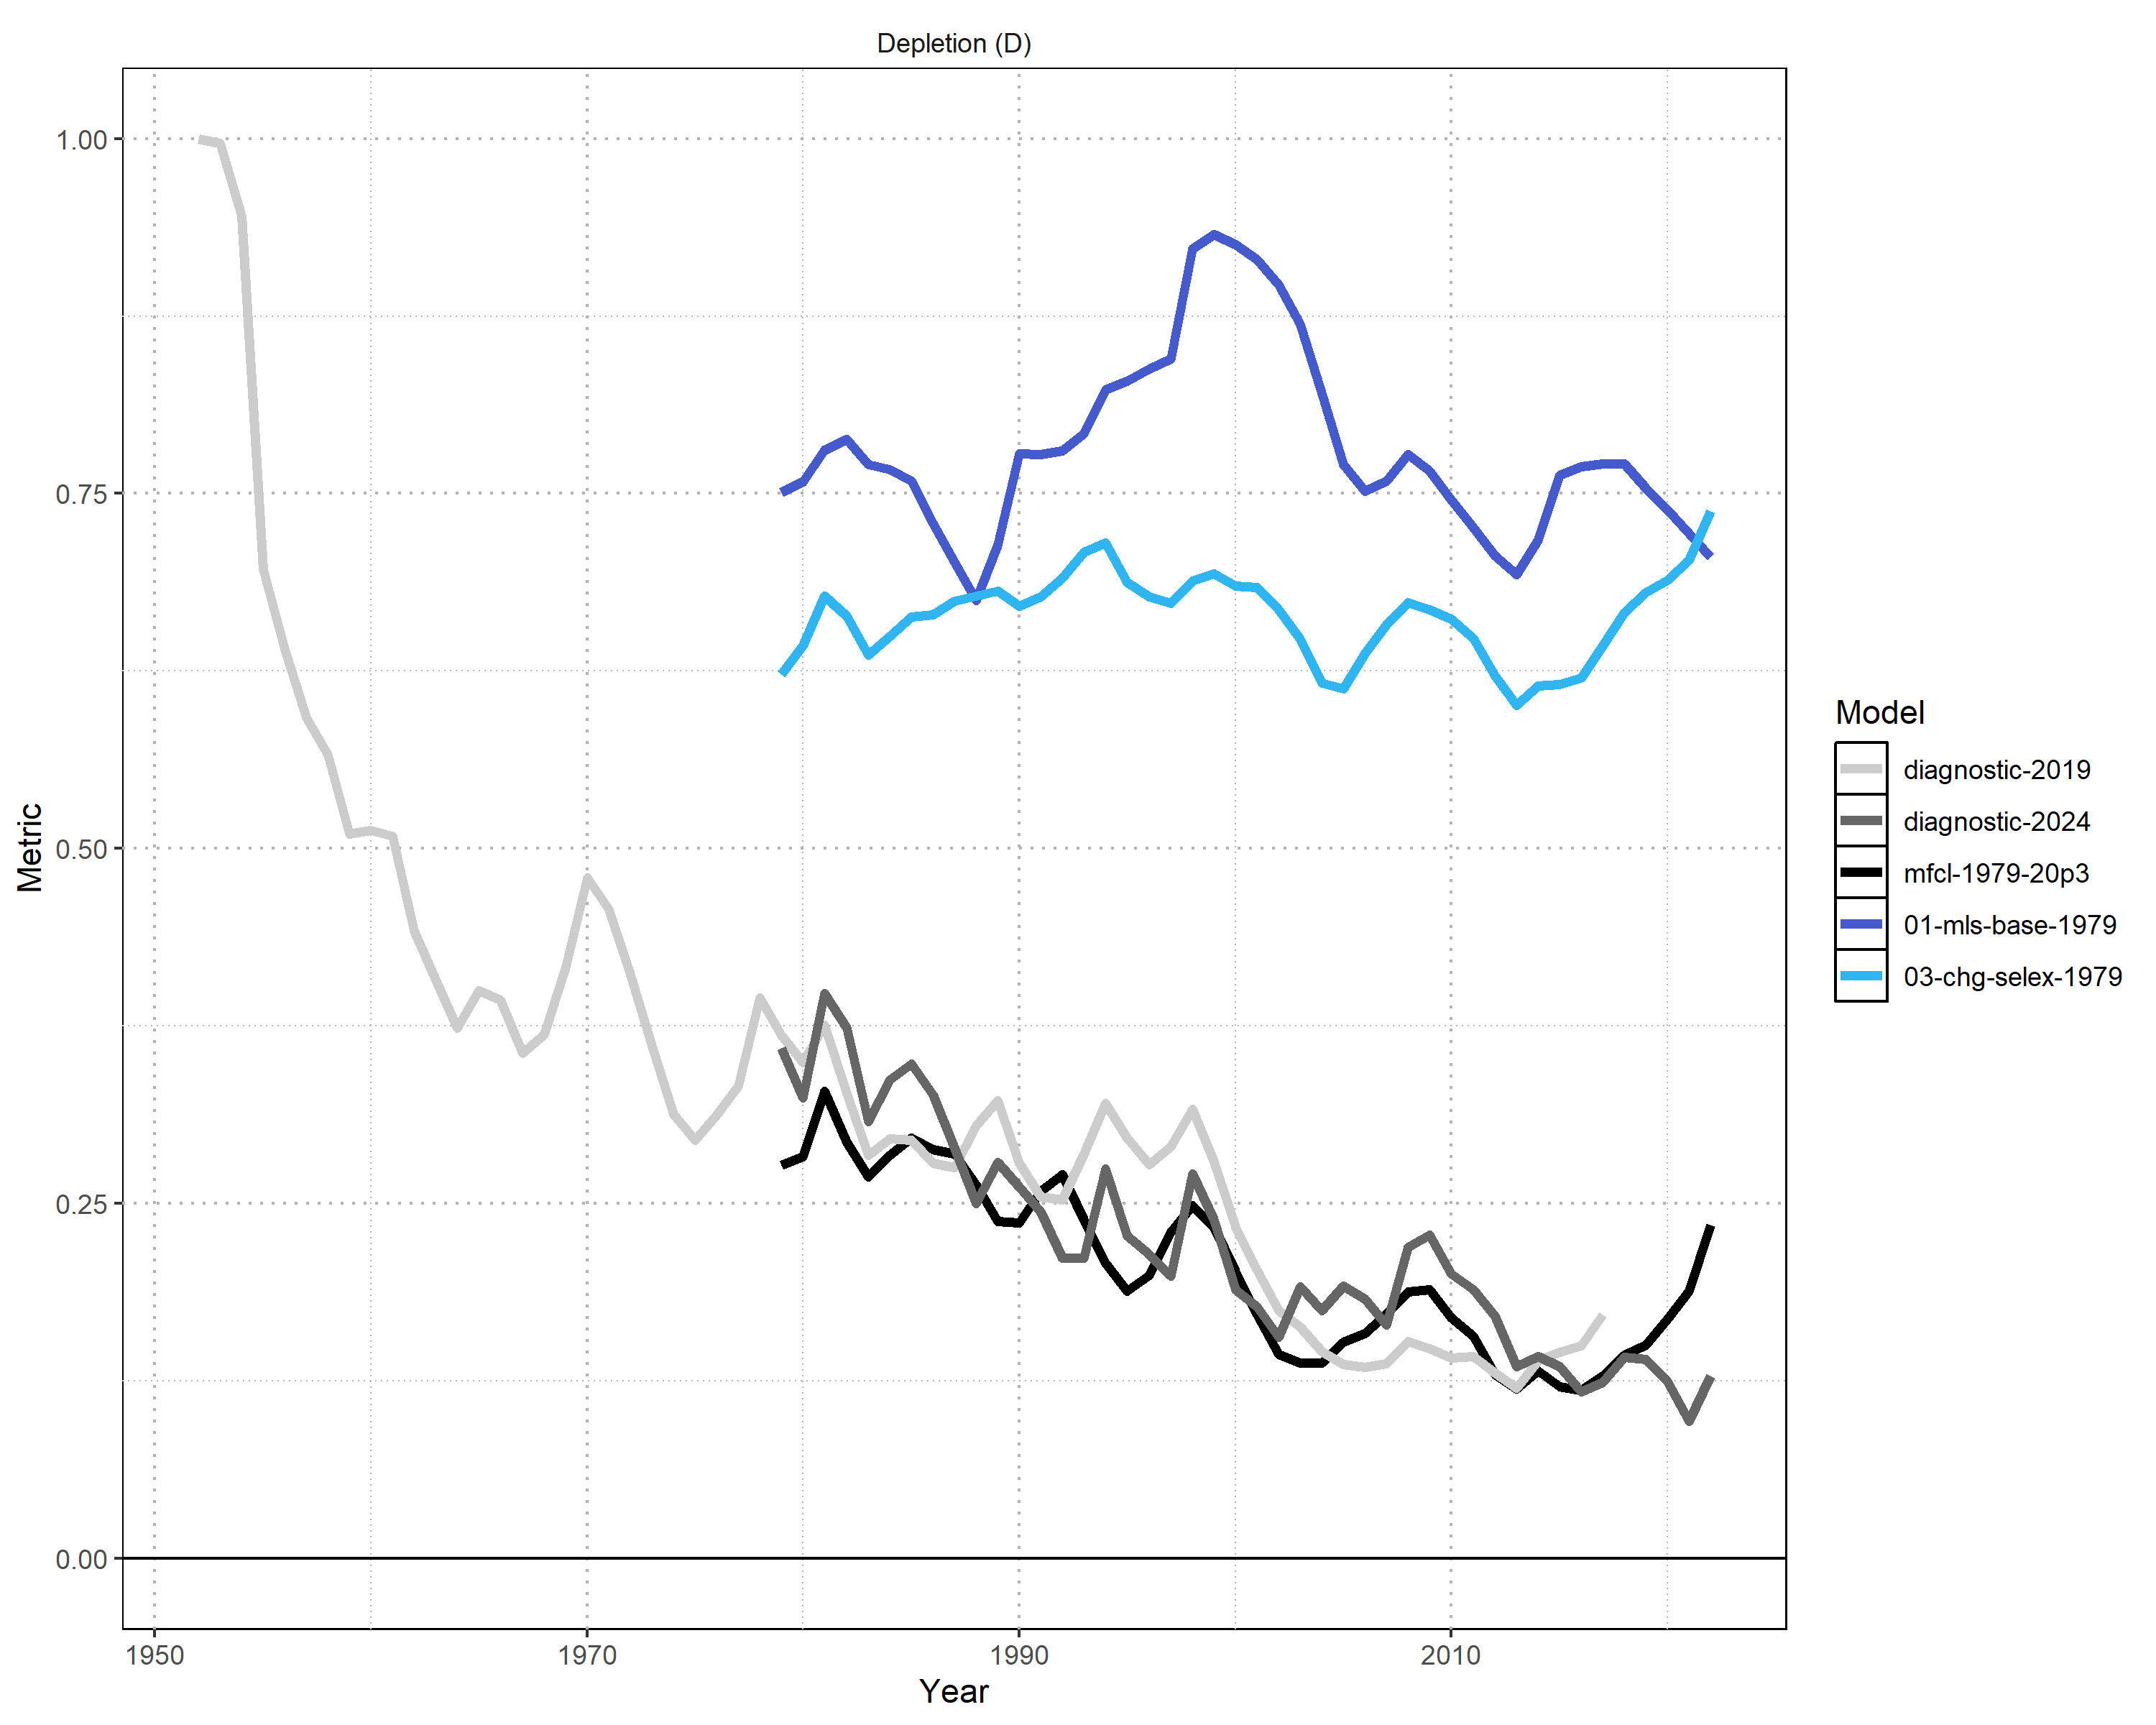 Depletion (D)
1.00
0.75
0.50
0.25
0.00
Metric
1950
1970
1990
2010
Year
Model
diagnostic-2019
diagnostic-2024
mfcl-1979-20p3
01-mls-base-1979
03-chg-selex-1979